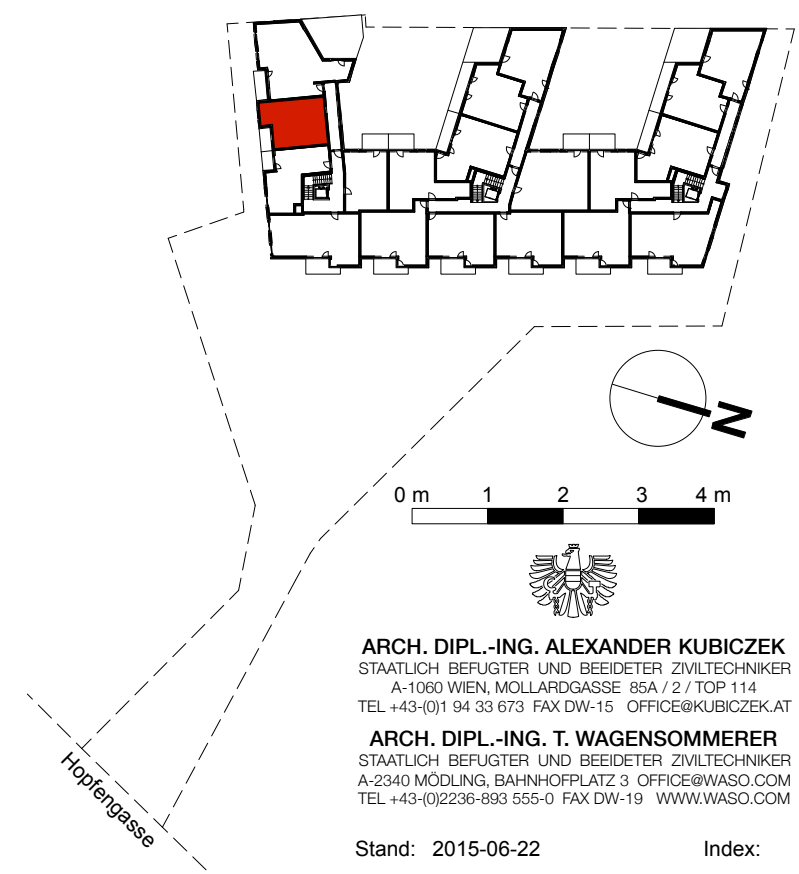 N
0 m 1 2 3 4 m
ARCH. DIPL.-ING. ALEXANDER KUBICZEK
STAATLICH BEFUGTER UND BEEIDETER ZIVILTECHNIKER
A-1060 WIEN, MOLLARDGASSE 85A / 2 / TOP 114
TEL +43-(0)1 94 33 673 FAX DW-15 OFFICE@KUBICZEK.AT
ARCH. DIPL.-ING. T. WAGENSOMMERER
STAATLICH BEFUGTER UND BEEIDETER ZIVILTECHNIKER
A-2340 MÖDLING, BAHNHOFPLATZ 3 OFFICE@WASO.COM
TEL +43-(0)2236-893 555-0 FAX DW-19 WWW.WASO.COM
Hopfengasse
Stand: 2015-06-22 Index: